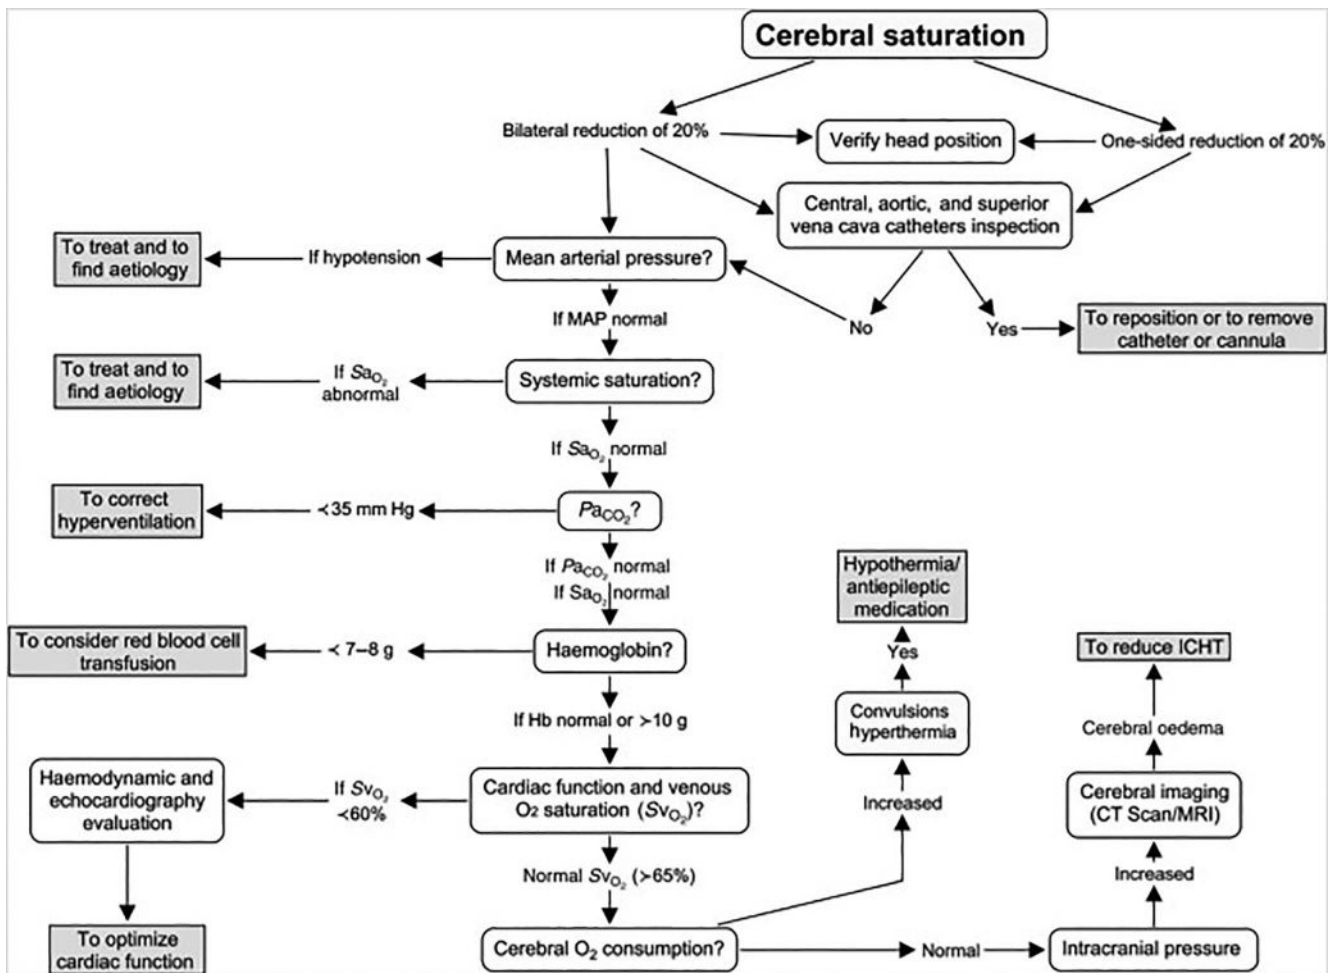 Cerebral saturation
Bilateral reduction of 20%
Verify head position
One-sided reduction of 20%
Central, aortic, and superior
vena cava catheters inspection
To treat and to
find aetiology
If hypotension
Mean arterial pressure?
No
Yes
To reposition or to remove
catheter or cannula
If MAP normal
To treat and to
find aetiology
If SaO₂
abnormal
Systemic saturation?
If SaO₂ normal
To correct
hyperventilation
<35 mm Hg
PaCO₂?
If PaCO₂ normal
If SaO₂ normal
Hypothermia/
antiepileptic
medication
To consider red blood cell
transfusion
< 7–8 g
Haemoglobin?
Yes
To reduce ICHT
If Hb normal or >10 g
Convulsions
hyperthermia
Cerebral oedema
Haemodynamic and
echocardiography
evaluation
If SvO₂
<60%
Cardiac function and venous
O₂ saturation (SvO₂)?
Increased
Cerebral imaging
(CT Scan/MRI)
Normal SvO₂ (>65%)
Increased
To optimize
cardiac function
Cerebral O₂ consumption?
Normal
Intracranial pressure